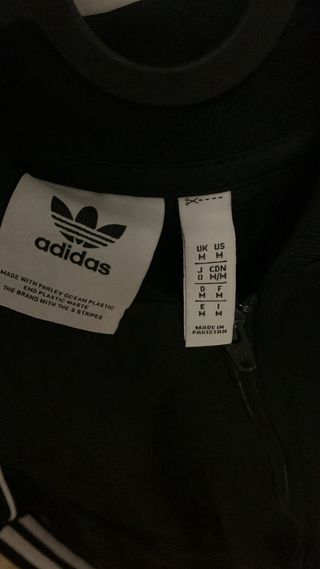 adidas
MADE WITH PARLEY OCEAN PLASTIC
END PLASTIC WASTE
THE BRAND WITH THE 3 STRIPES
UK US
M M
J CDN
O M/M
D F
M M
E I
M M
MADE IN
PAKISTAN